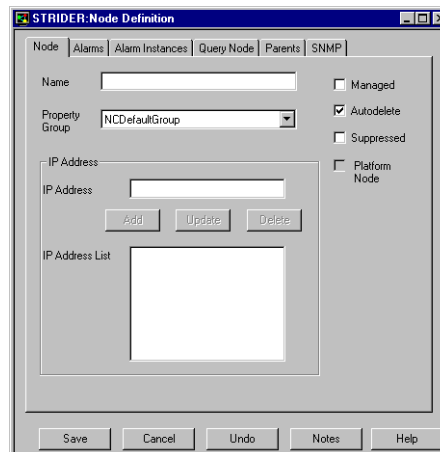 STRIDER:Node Definition
Node Alarms Alarm Instances Query Node Parents SNMP
Name
Managed
Property Group NCDefaultGroup
Autodelete
Suppressed
Platform Node
IP Address
IP Address
Add Update Delete
IP Address List
Save Cancel Undo Notes Help